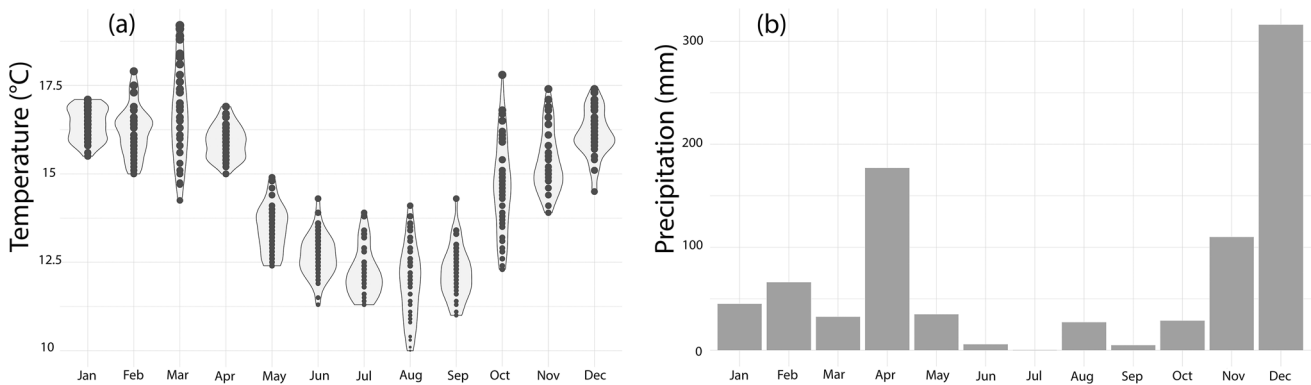 (a)
Temperature (°C)
17.5
15
12.5
10
Jan Feb Mar Apr May Jun Jul Aug Sep Oct Nov Dec
(b)
Precipitation (mm)
300
200
100
0
Jan Feb Mar Apr May Jun Jul Aug Sep Oct Nov Dec